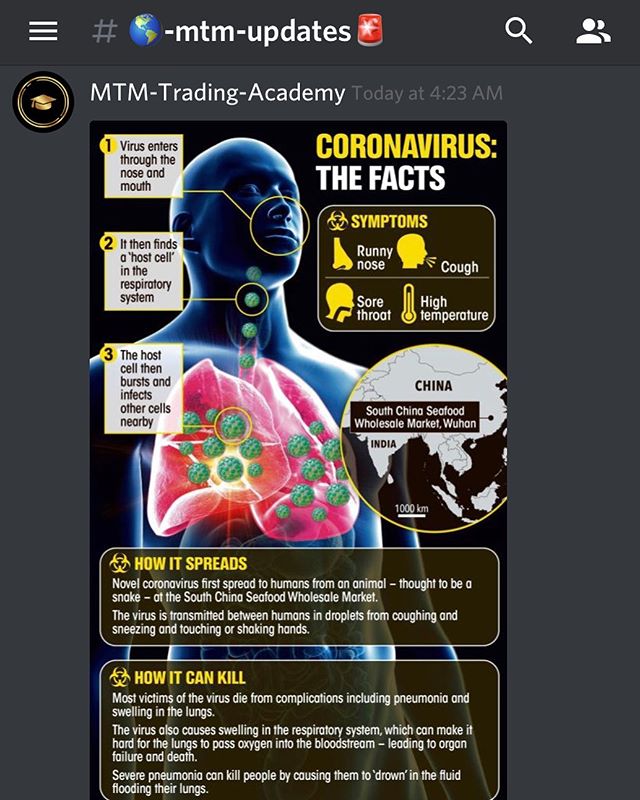 # 🌎-mtm-updates🚨
MTM-Trading-Academy Today at 4:23 AM
CORONAVIRUS:
THE FACTS
1 Virus enters
through the
nose and
mouth
2 It then finds
a 'host cell'
in the
respiratory
system
3 The host
cell then
bursts and
infects
other cells
nearby
SYMPTOMS
Runny
nose
Cough
Sore
throat
High
temperature
CHINA
South China Seafood
Wholesale Market, Wuhan
INDIA
1000 km
HOW IT SPREADS
Novel coronavirus first spread to humans from an animal – thought to be a
snake – at the South China Seafood Wholesale Market.
The virus is transmitted between humans in droplets from coughing and
sneezing and touching or shaking hands.
HOW IT CAN KILL
Most victims of the virus die from complications including pneumonia and
swelling in the lungs.
The virus also causes swelling in the respiratory system, which can make it
hard for the lungs to pass oxygen into the bloodstream – leading to organ
failure and death.
Severe pneumonia can kill people by causing them to 'drown' in the fluid
flooding their lungs.